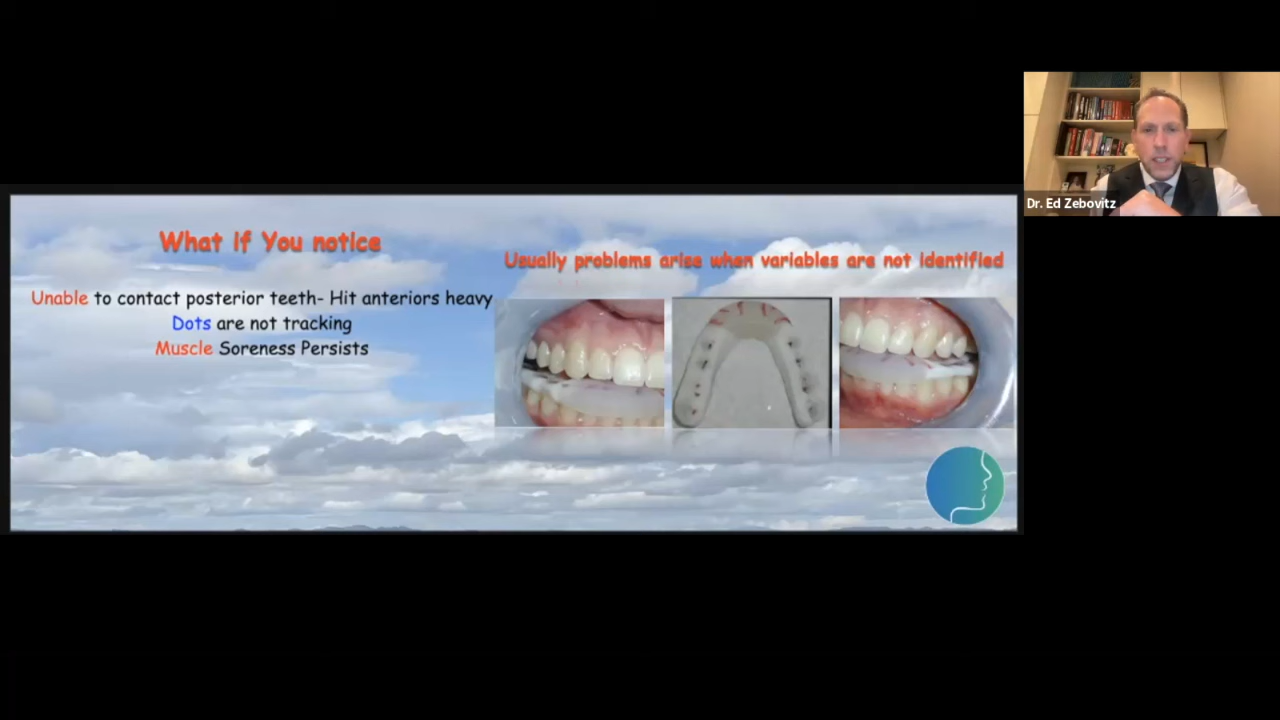 What if You notice
Unable to contact posterior teeth- Hit anteriors heavy
Dots are not tracking
Muscle Soreness Persists
Usually problems arise when variables are not identified
Dr. Ed Zebovitz